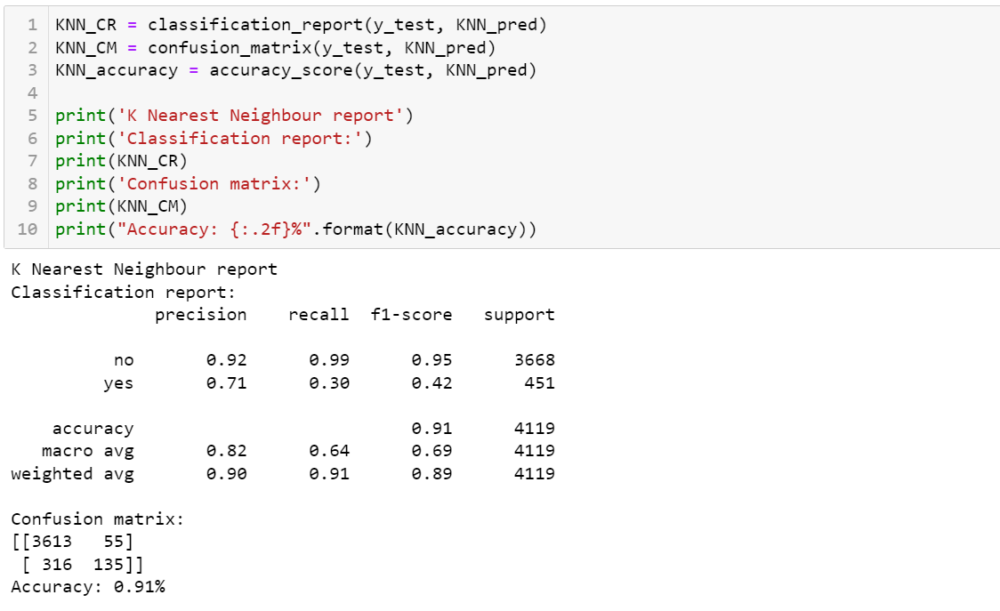 1 KNN_CR = classification_report(y_test, KNN_pred)
2 KNN_CM = confusion_matrix(y_test, KNN_pred)
3 KNN_accuracy = accuracy_score(y_test, KNN_pred)
4
5 print('K Nearest Neighbour report')
6 print('Classification report:')
7 print(KNN_CR)
8 print('Confusion matrix:')
9 print(KNN_CM)
10 print("Accuracy: {:.2f}%".format(KNN_accuracy))
K Nearest Neighbour report
Classification report:
              precision    recall  f1-score   support

          no       0.92      0.99      0.95      3668
         yes       0.71      0.30      0.42       451

    accuracy                           0.91      4119
   macro avg       0.82      0.64      0.69      4119
weighted avg       0.90      0.91      0.89      4119

Confusion matrix:
[[3613   55]
 [ 316  135]]
Accuracy: 0.91%